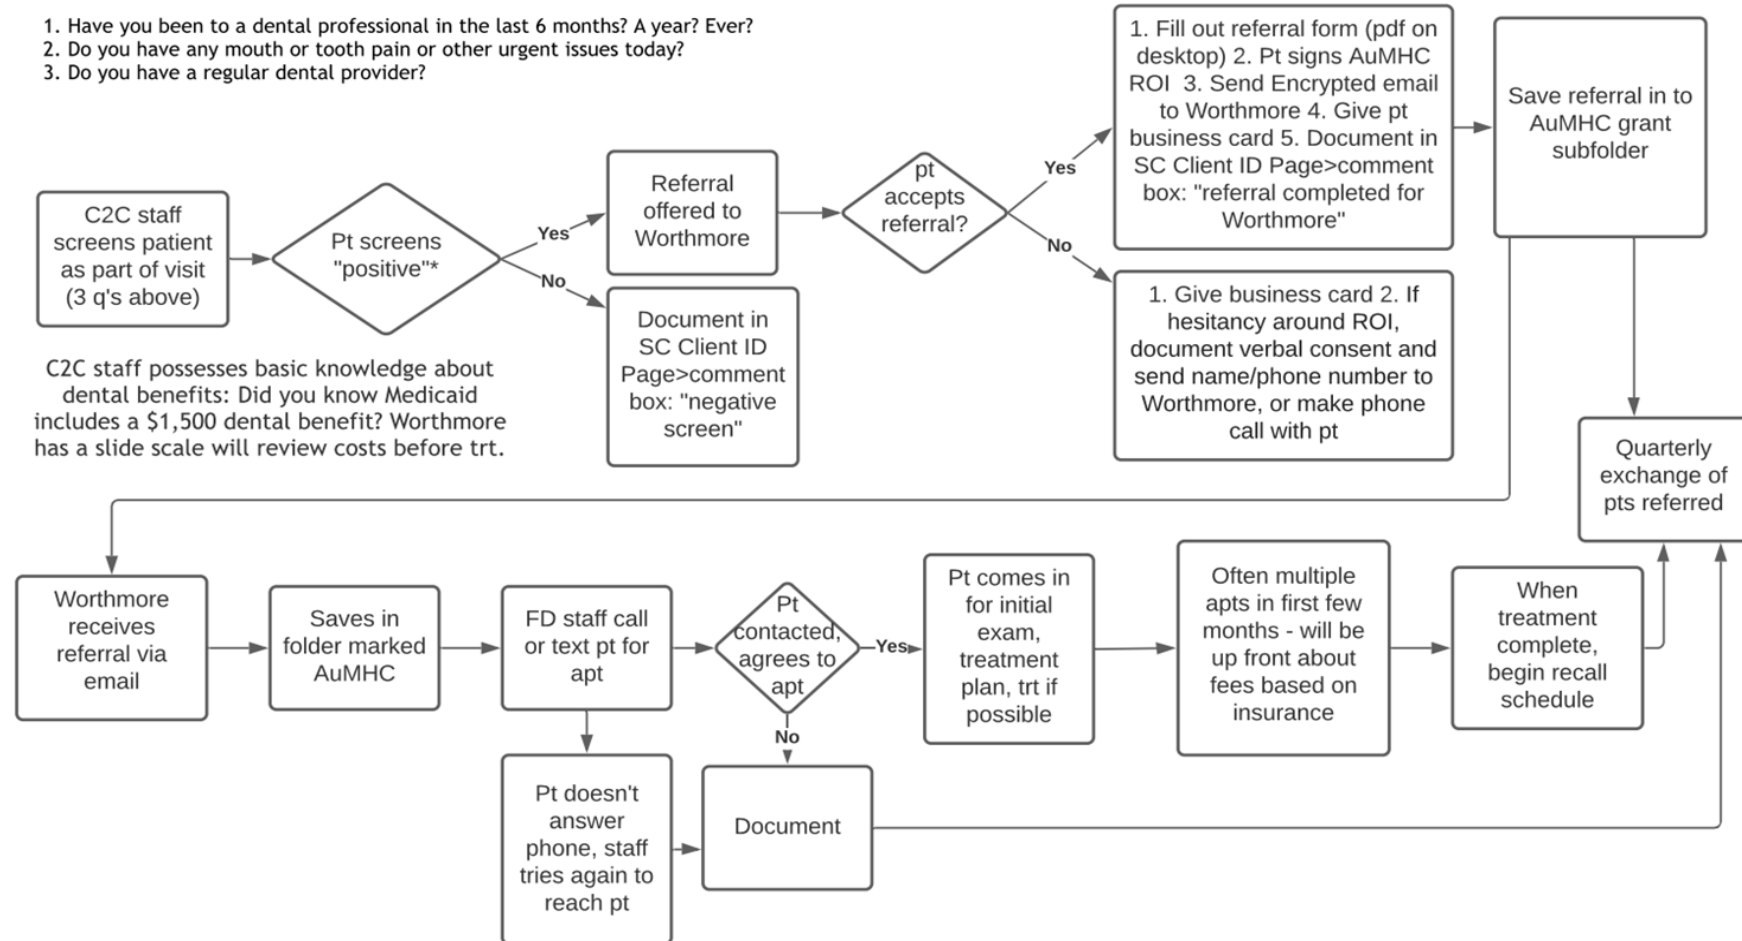 1. Have you been to a dental professional in the last 6 months? A year? Ever?
2. Do you have any mouth or tooth pain or other urgent issues today?
3. Do you have a regular dental provider?
C2C staff
screens patient
as part of visit
(3 q's above)
Pt screens
"positive"*
Yes
No
Referral
offered to
Worthmore
Document in
SC Client ID
Page>comment
box: "negative
screen"
pt
accepts
referral?
Yes
No
1. Fill out referral form (pdf on
desktop) 2. Pt signs AuMHC
ROI  3. Send Encrypted email
to Worthmore 4. Give pt
business card 5. Document in
SC Client ID Page>comment
box: "referral completed for
Worthmore"
1. Give business card 2. If
hesitancy around ROI,
document verbal consent and
send name/phone number to
Worthmore, or make phone
call with pt
Save referral in to
AuMHC grant
subfolder
Quarterly
exchange of
pts referred
C2C staff possesses basic knowledge about
dental benefits: Did you know Medicaid
includes a $1,500 dental benefit? Worthmore
has a slide scale will review costs before trt.
Worthmore
receives
referral via
email
Saves in
folder marked
AuMHC
FD staff call
or text pt for
apt
Pt
contacted,
agrees to
apt
Yes
No
Pt comes in
for initial
exam,
treatment
plan, trt if
possible
Often multiple
apts in first few
months - will be
up front about
fees based on
insurance
When
treatment
complete,
begin recall
schedule
Pt doesn't
answer
phone, staff
tries again to
reach pt
Document